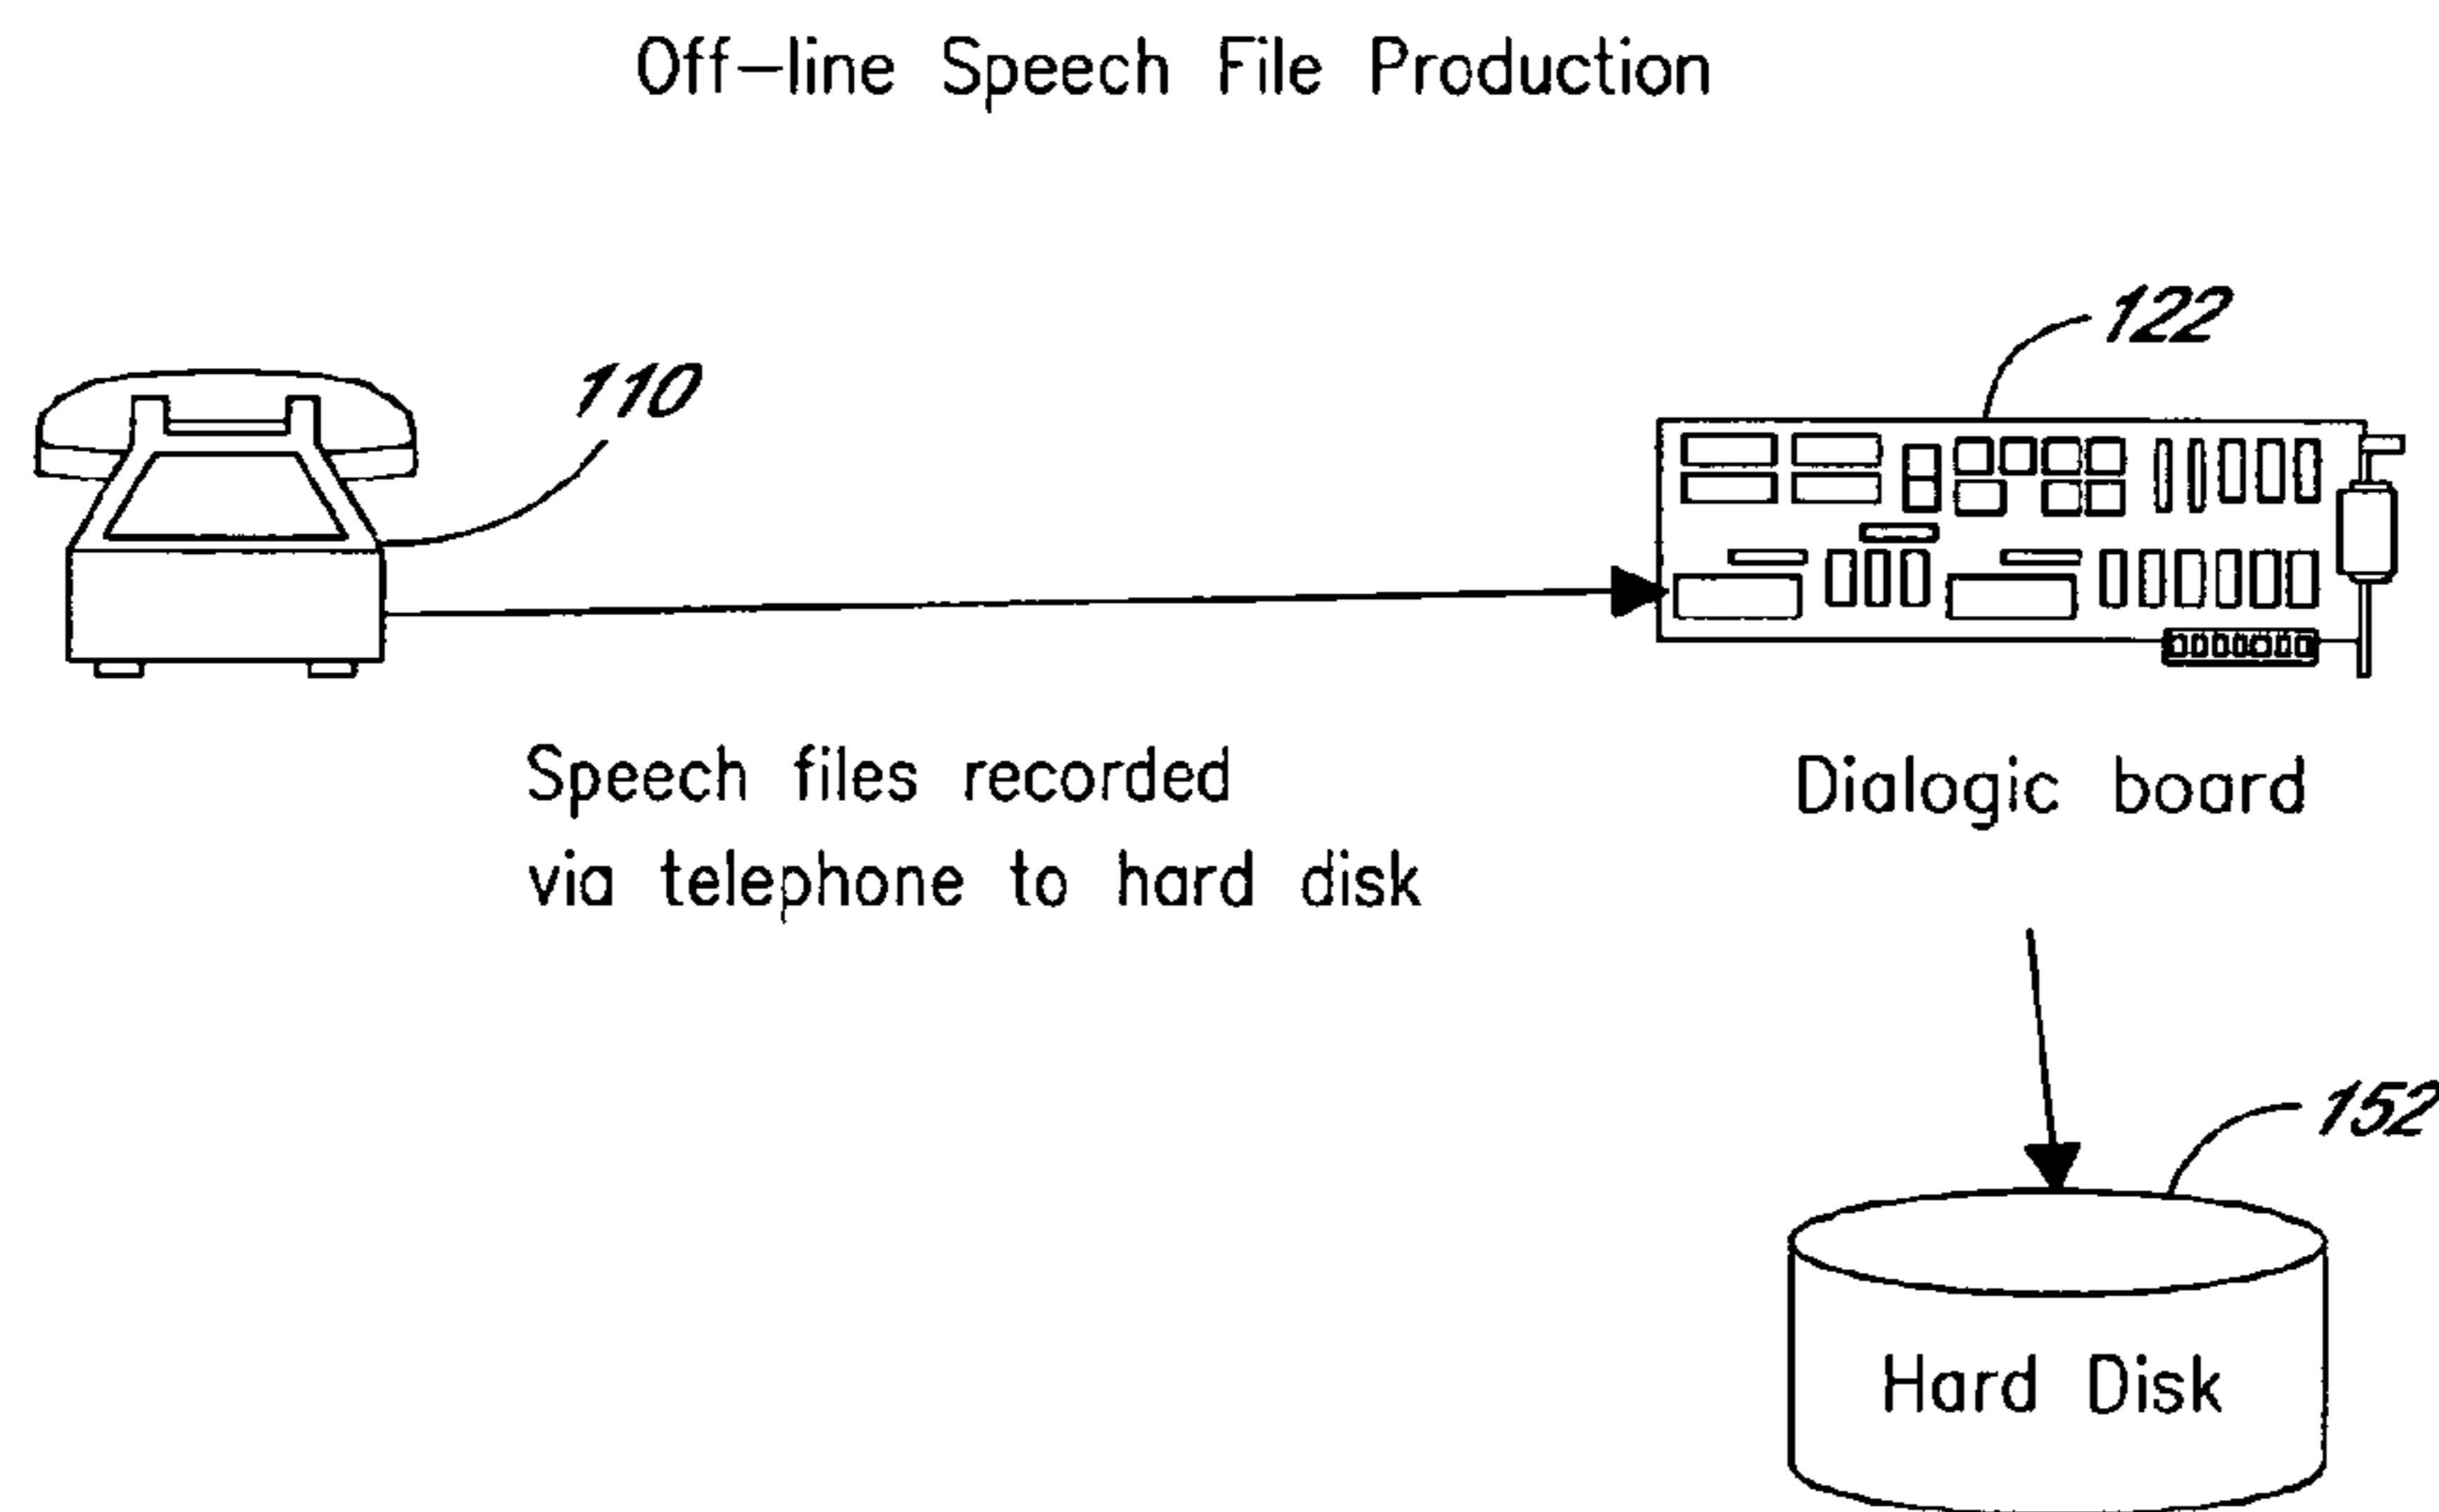 Off-line Speech File Production
122
110
Speech files recorded
via telephone to hard disk
Dialogic board
152
Hard Disk